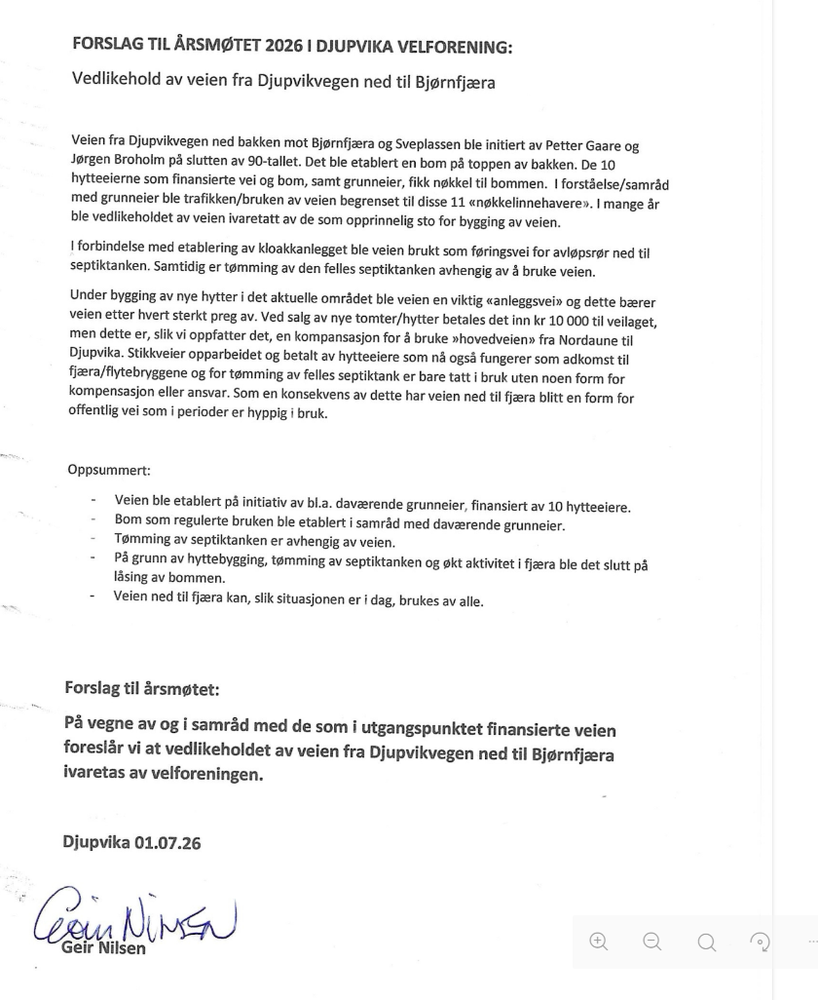 FORSLAG TIL ÅRSMØTET 2026 I DJUPVIKA VELFORENING:
Vedlikehold av veien fra Djupvikvegen ned til Bjørnfjæra
Veien fra Djupvikvegen ned bakken mot Bjørnfjæra og Sveplassen ble initiert av Petter Gaare og
Jørgen Broholm på slutten av 90-tallet. Det ble etablert en bom på toppen av bakken. De 10
hytteeierne som finansierte vei og bom, samt grunneier, fikk nøkkel til bommen. I forståelse/samråd
med grunneier ble trafikken/bruken av veien begrenset til disse 11 «nøkkelinnehavere». I mange år
ble vedlikeholdet av veien ivaretatt av de som opprinnelig sto for bygging av veien.
I forbindelse med etablering av kloakkanlegget ble veien brukt som føringsvei for avløpsrør ned til
septiktanken. Samtidig er tømming av den felles septiktanken avhengig av å bruke veien.
Under bygging av nye hytter i det aktuelle området ble veien en viktig «anleggsvei» og dette bærer
veien etter hvert sterkt preg av. Ved salg av nye tomter/hytter betales det inn kr 10 000 til veilaget,
men dette er, slik vi oppfatter det, en kompansasjon for å bruke »hovedveien» fra Nordaune til
Djupvika. Stikkveier opparbeidet og betalt av hytteeiere som nå også fungerer som adkomst til
fjæra/flytebryggene og for tømming av felles septiktank er bare tatt i bruk uten noen form for
kompensasjon eller ansvar. Som en konsekvens av dette har veien ned til fjæra blitt en form for
offentlig vei som i perioder er hyppig i bruk.
Oppsummert:
- Veien ble etablert på initiativ av bl.a. daværende grunneier, finansiert av 10 hytteeiere.
- Bom som regulerte bruken ble etablert i samråd med daværende grunneier.
- Tømming av septiktanken er avhengig av veien.
- På grunn av hyttebygging, tømming av septiktanken og økt aktivitet i fjæra ble det slutt på
låsing av bommen.
- Veien ned til fjæra kan, slik situasjonen er i dag, brukes av alle.
Forslag til årsmøtet:
På vegne av og i samråd med de som i utgangspunktet finansierte veien
foreslår vi at vedlikeholdet av veien fra Djupvikvegen ned til Bjørnfjæra
ivaretas av velforeningen.
Djupvika 01.07.26
Geir Nilsen
Geir Nilsen